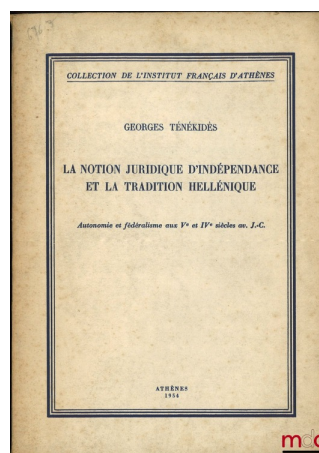 COLLECTION DE L'INSTITUT FRANÇAIS D'ATHÈNES
GEORGES TÉNÉKIDÈS
LA NOTION JURIDIQUE D'INDÉPENDANCE
ET LA TRADITION HELLÉNIQUE
Autonomie et fédéralisme aux Vᵉ et IVᵉ siècles av. J.-C.
ATHÈNES
1954